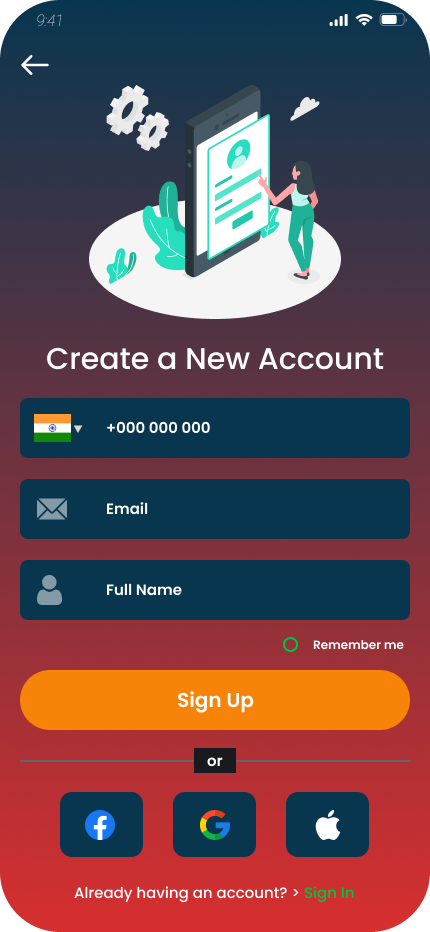 9:41
Create a New Account
+000 000 000
Email
Full Name
Remember me
Sign Up
or
Already having an account? > Sign In